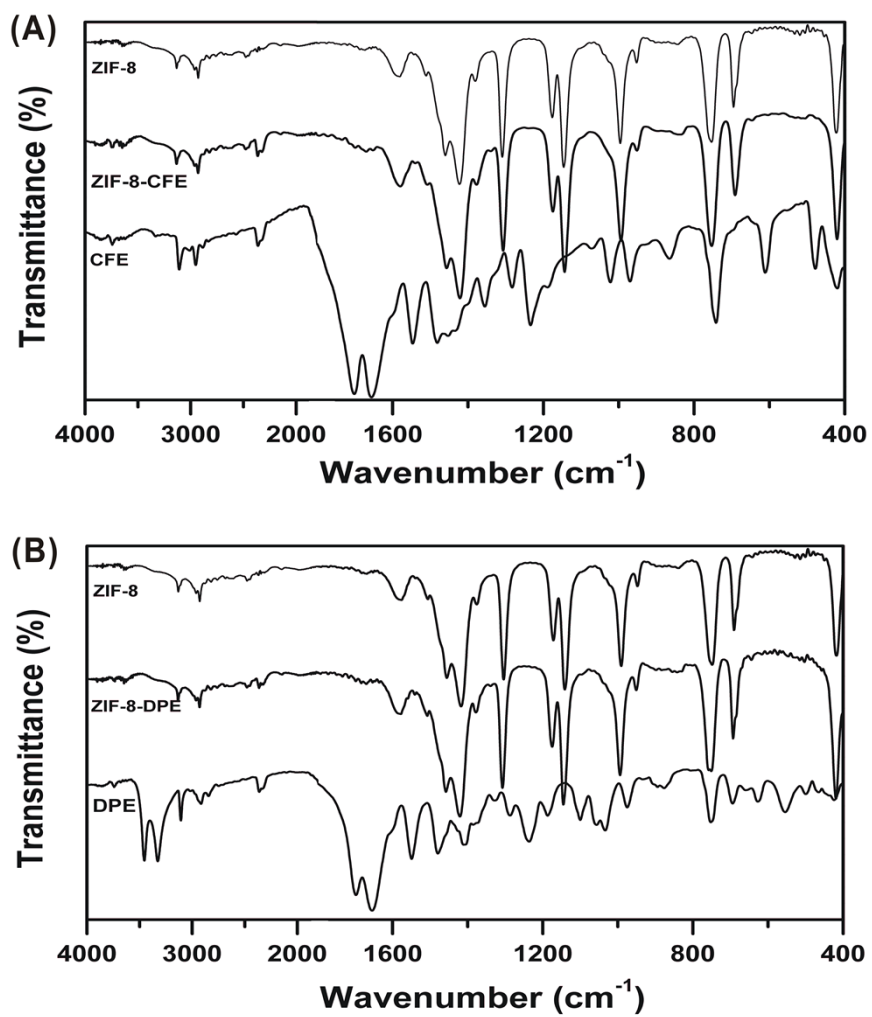 (A)
Transmittance (%)
ZIF-8
ZIF-8-CFE
CFE
4000 3000 2000 1600 1200 800 400
Wavenumber (cm-1)
(B)
Transmittance (%)
ZIF-8
ZIF-8-DPE
DPE
4000 3000 2000 1600 1200 800 400
Wavenumber (cm-1)